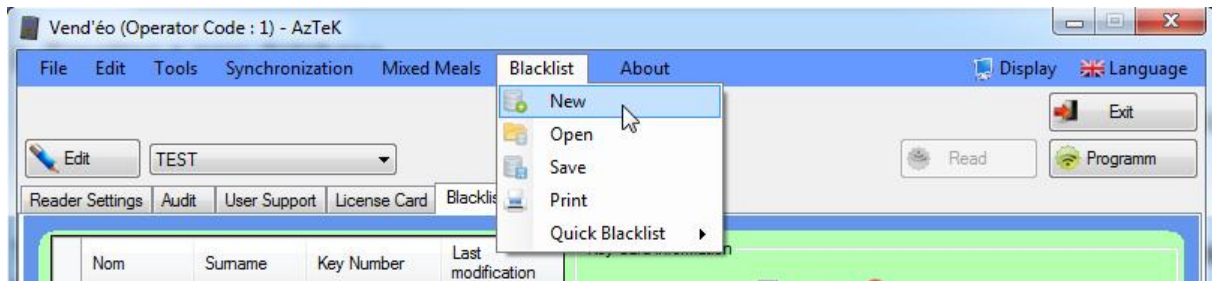 Vend'éo (Operator Code : 1) - AzTeK
File Edit Tools Synchronization Mixed Meals Blacklist About Display Language
New
Exit
Open
Edit TEST Read Programm
Save
Reader Settings Audit User Support License Card
Print
Quick Blacklist
Nom Surname Key Number Last modification